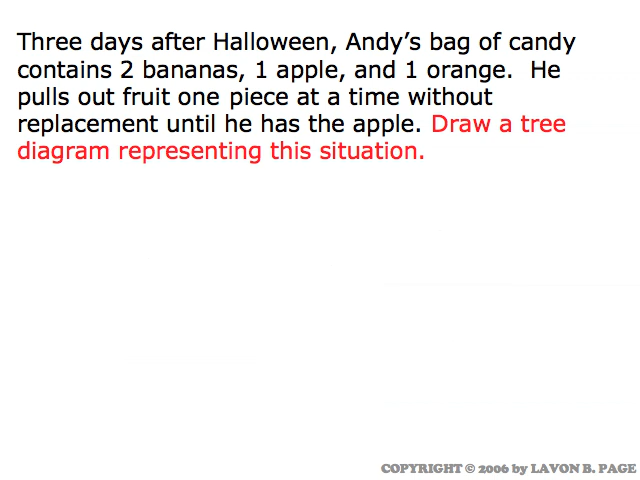 Three days after Halloween, Andy's bag of candy
contains 2 bananas, 1 apple, and 1 orange.  He
pulls out fruit one piece at a time without
replacement until he has the apple. Draw a tree
diagram representing this situation.
COPYRIGHT © 2006 by LAVON B. PAGE